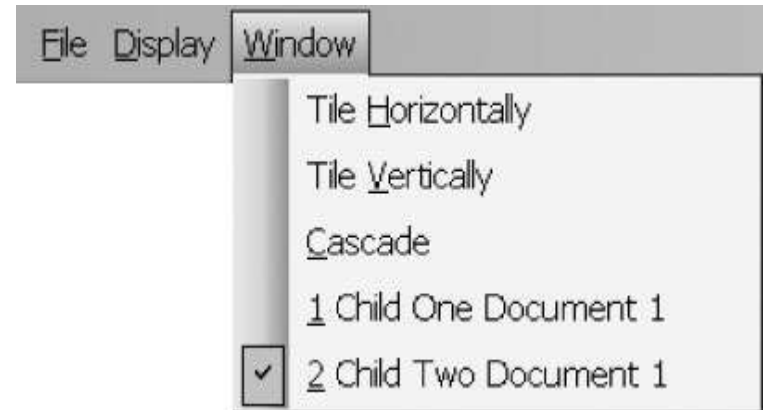 File Display Window
Tile Horizontally
Tile Vertically
Cascade
1 Child One Document 1
2 Child Two Document 1